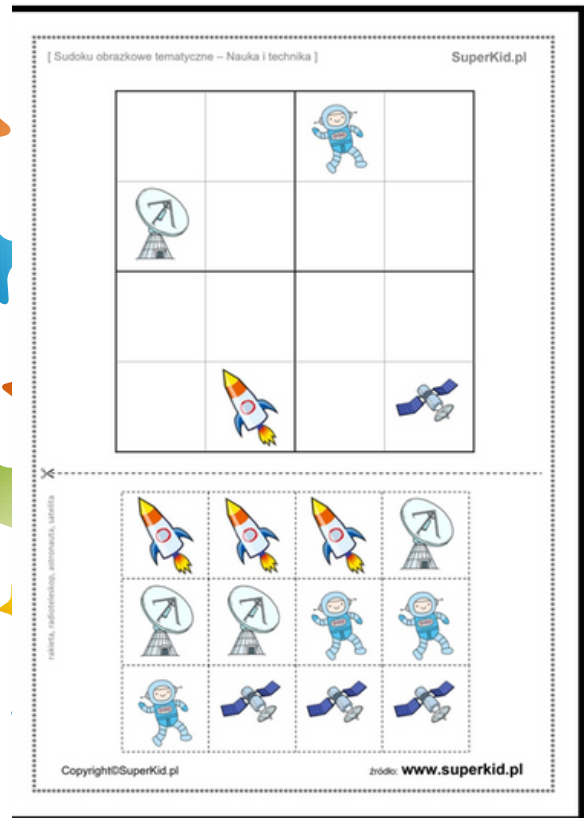 [ Sudoku obrazkowe tematyczne – Nauka i technika ]
SuperKid.pl
rakieta, radioteleskop, astronauta, satelita
Copyright©SuperKid.pl
źródło: www.superkid.pl